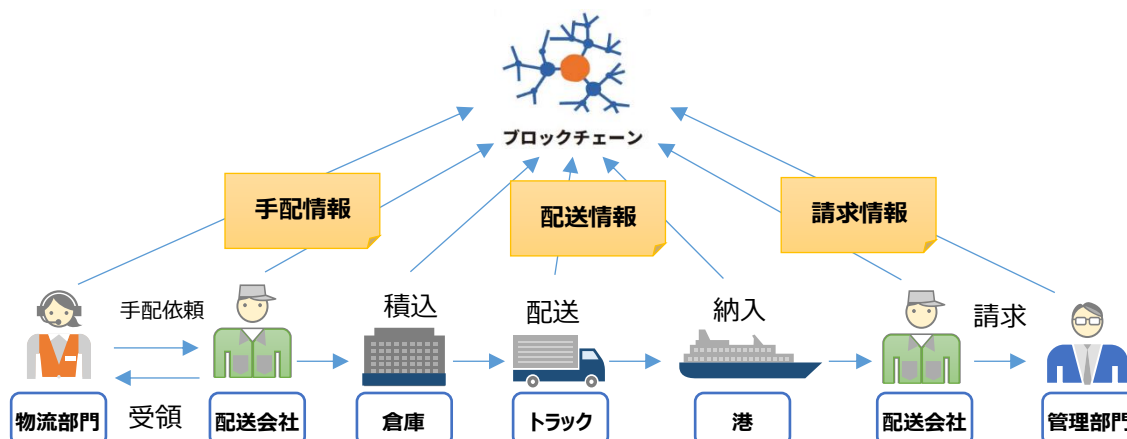 ブロックチェーン
手配情報
配送情報
請求情報
手配依頼
積込
配送
納入
請求
受領
物流部門
配送会社
倉庫
トラック
港
配送会社
管理部門